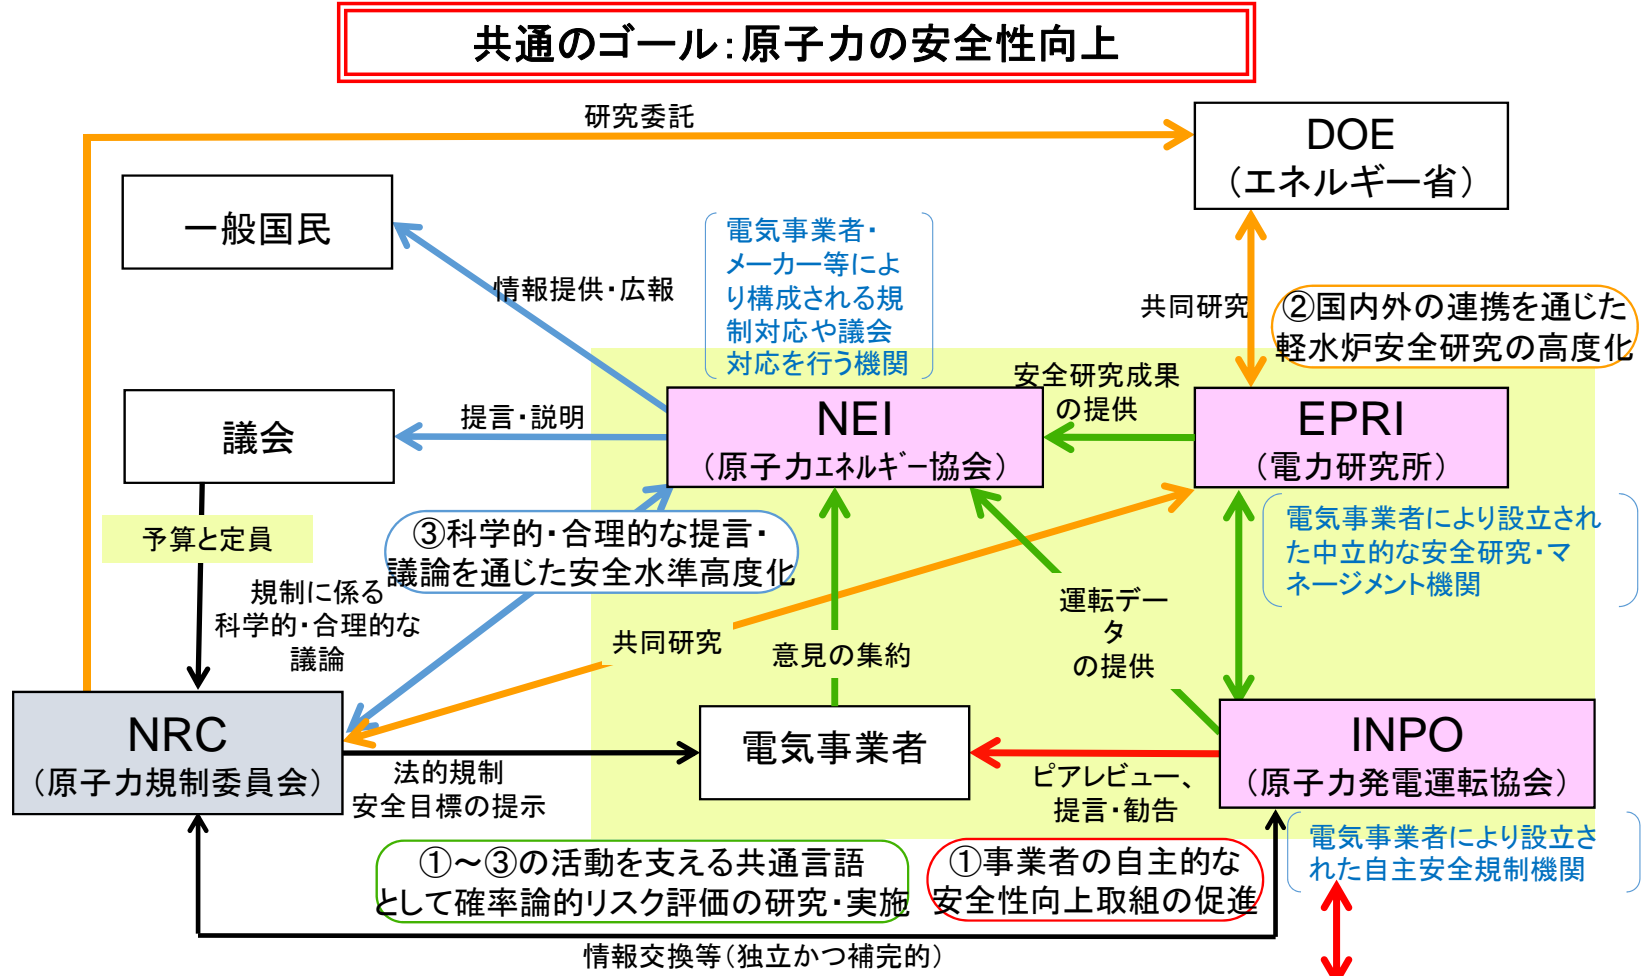 共通のゴール：原子力の安全性向上
研究委託
DOE
（エネルギー省）
一般国民
情報提供・広報
電気事業者・
メーカー等によ
り構成される規
制対応や議会
対応を行う機関
共同研究
②国内外の連携を通じた
軽水炉安全研究の高度化
議会
提言・説明
NEI
（原子力ｴﾈﾙｷﾞｰ協会）
安全研究成果
の提供
EPRI
（電力研究所）
予算と定員
③科学的・合理的な提言・
議論を通じた安全水準高度化
電気事業者により設立され
た中立的な安全研究・マ
ネージメント機関
規制に係る
科学的・合理的な
議論
共同研究
意見の集約
運転デー
タ
の提供
NRC
（原子力規制委員会）
法的規制
安全目標の提示
電気事業者
ピアレビュー、
提言・勧告
INPO
（原子力発電運転協会）
①～③の活動を支える共通言語
として確率論的リスク評価の研究・実施
①事業者の自主的な
安全性向上取組の促進
電気事業者により設立さ
れた自主安全規制機関
情報交換等（独立かつ補完的）